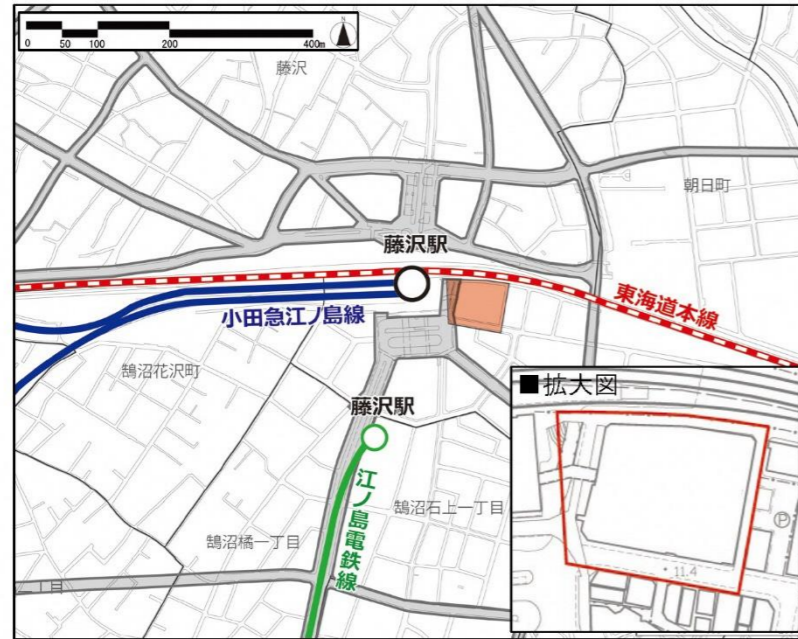 0 50 100 200 400m
N
藤沢
朝日町
藤沢駅
東海道本線
小田急江ノ島線
鵠沼花沢町
■拡大図
藤沢駅
江ノ島電鉄線
鵠沼石上一丁目
鵠沼橘一丁目
P
11.4